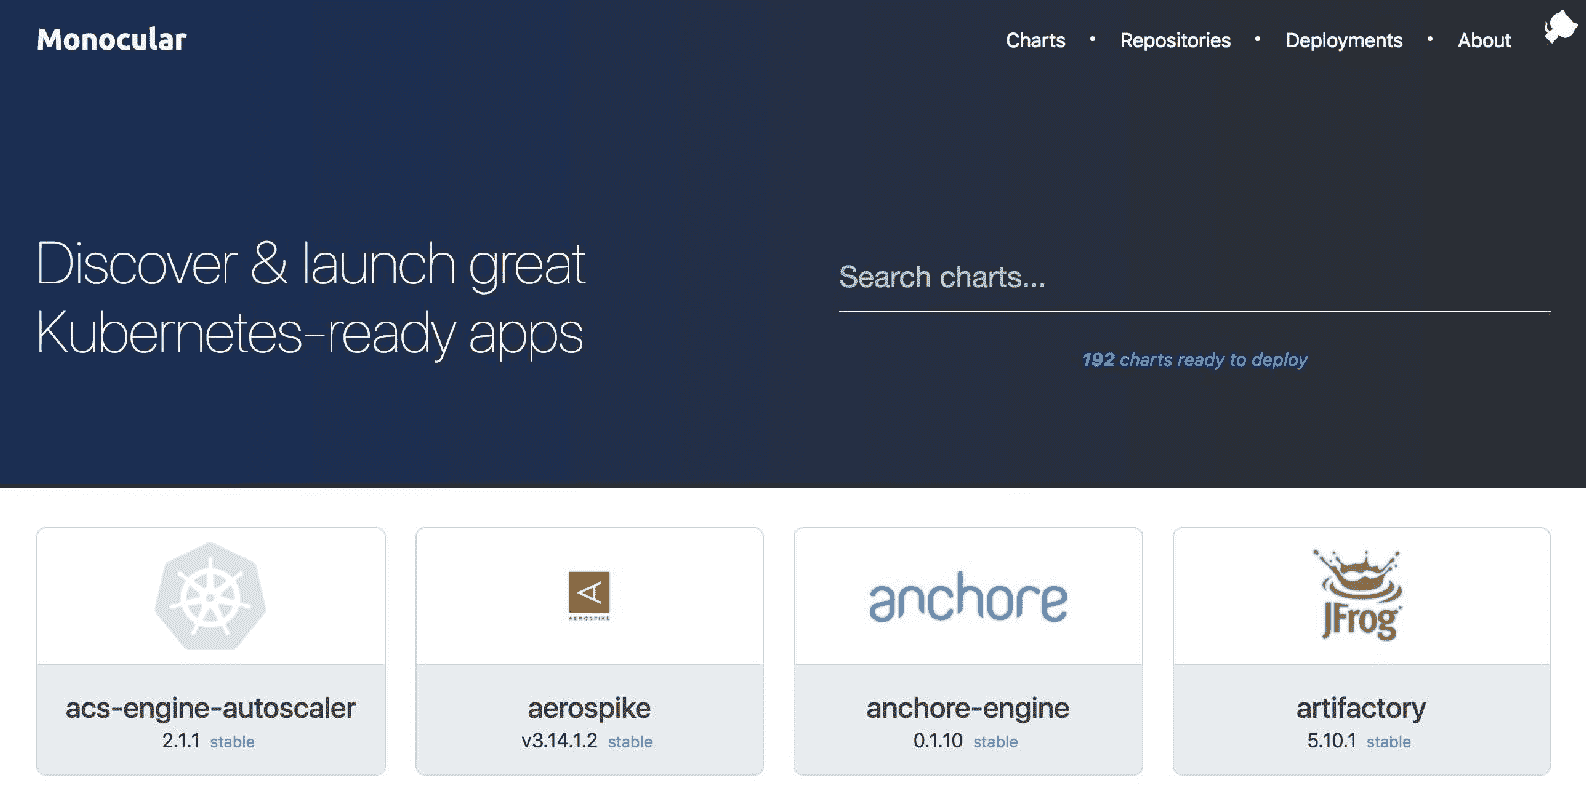 Monocular
Charts • Repositories • Deployments • About
Discover & launch great
Kubernetes-ready apps
Search charts...
192 charts ready to deploy
AEROSPIKE
anchore
JFrog
acs-engine-autoscaler
2.1.1 stable
aerospike
v3.14.1.2 stable
anchore-engine
0.1.10 stable
artifactory
5.10.1 stable